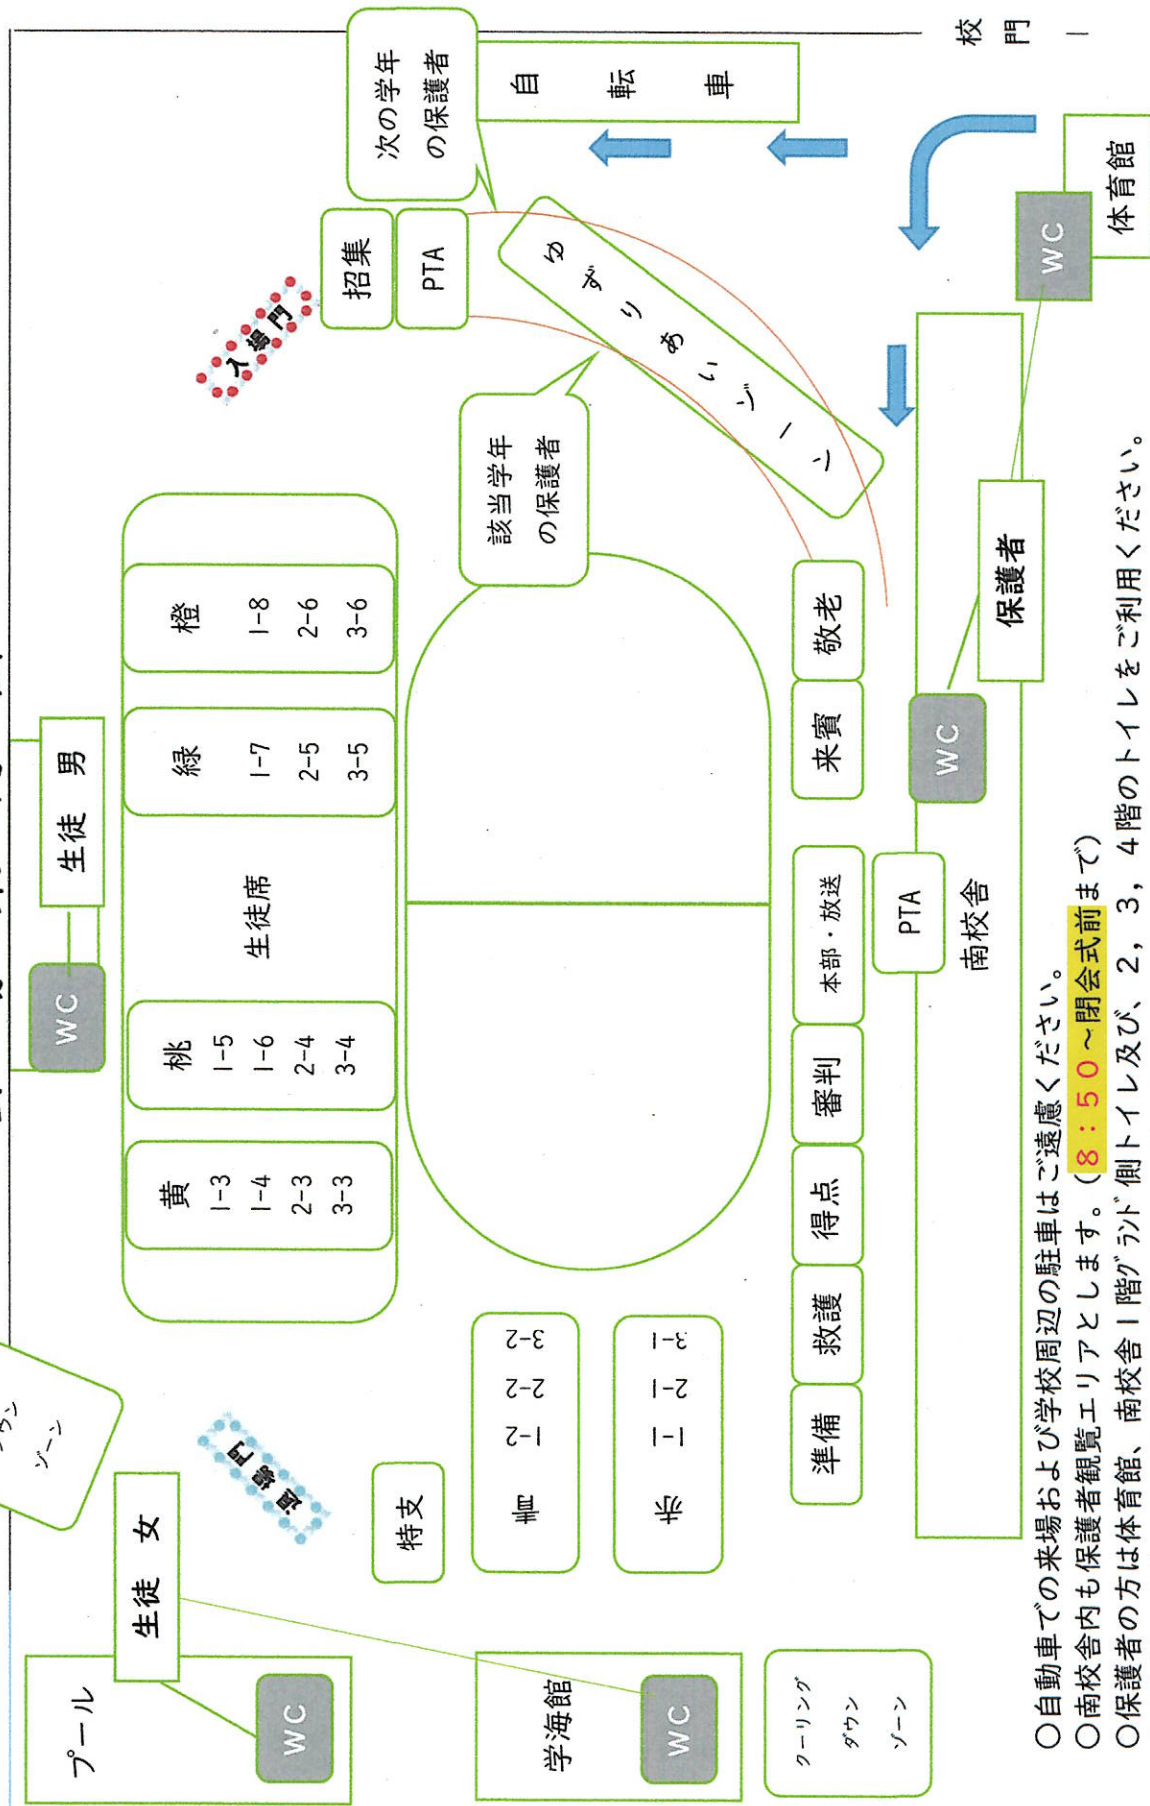 プール
WC
生徒　女
ゾーン
学海館
WC
クーリング
ダウン
ゾーン
退場門
特支
青　1-2　2-2　3-2
赤　1-1　2-1　3-1
WC
生徒　男
黄
1-3
1-4
2-3
3-3
桃
1-5
1-6
2-4
3-4
生徒席
緑
1-7
2-5
3-5
橙
1-8
2-6
3-6
入場門
招集
PTA
次の学年
の保護者
自転車
該当学年
の保護者
ゆずりあいゾーン
準備
救護
得点
審判
本部・放送
来賓
敬老
PTA
南校舎
WC
保護者
WC
体育館
校門
○自動車での来場および学校周辺の駐車はご遠慮ください。
○南校舎内も保護者観覧エリアとします。（8：50～閉会式前まで）
○保護者の方は体育館、南校舎1階グランド側トイレ及び、2，3，4階のトイレをご利用ください。